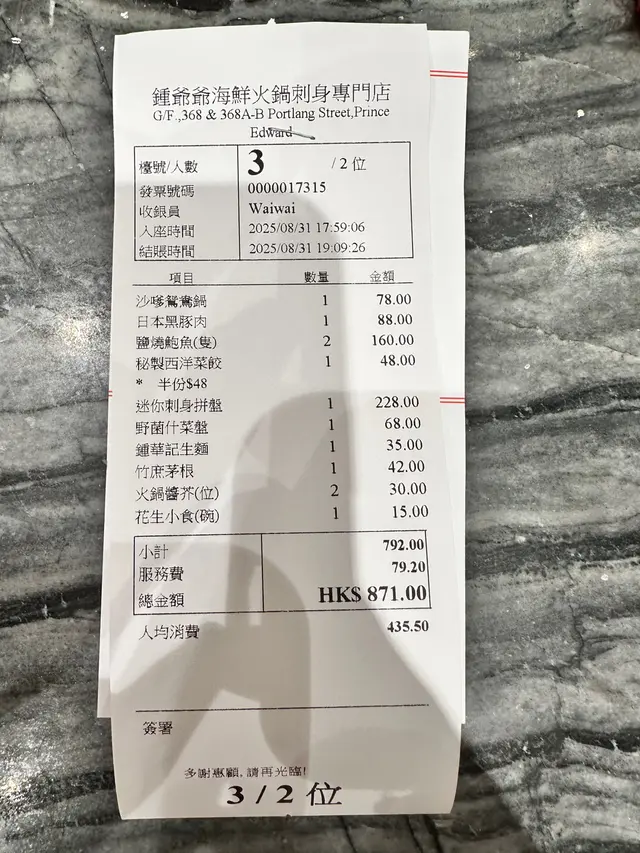 鍾爺爺海鮮火鍋刺身專門店
G/F.,368 & 368A-B Portlang Street,Prince
Edward
檯號/人數 3 / 2 位
發票號碼 0000017315
收銀員 Waiwai
入座時間 2025/08/31 17:59:06
結賬時間 2025/08/31 19:09:26
項目 數量 金額
沙嗲鴛鴦鍋 1 78.00
日本黑豚肉 1 88.00
鹽燒鮑魚(隻) 2 160.00
秘製西洋菜餃 1 48.00
* 半份$48
迷你刺身拼盤 1 228.00
野菌什菜盤 1 68.00
鍾華記生麵 1 35.00
竹庶茅根 1 42.00
火鍋醬芥(位) 2 30.00
花生小食(碗) 1 15.00
小計 792.00
服務費 79.20
總金額 HK$ 871.00
人均消費 435.50
簽署
多謝惠顧, 請再光臨!
3 / 2 位